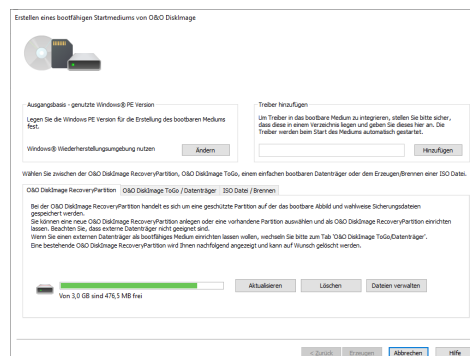 Erstellen eines bootfähigen Startmediums von O&O DiskImage
Ausgangsbasis - genutzte Windows® PE Version
Legen Sie die Windows PE Version für die Erstellung des bootbaren Mediums
fest.
Windows® Wiederherstellungsumgebung nutzen
Ändern
Treiber hinzufügen
Um Treiber in das bootbare Medium zu integrieren, stellen Sie bitte sicher,
dass diese in einem Verzeichnis liegen und geben Sie dieses hier an. Die
Treiber werden beim Start des Mediums automatisch gestartet.
Hinzufügen
Wählen Sie zwischen der O&O DiskImage RecoveryPartition, O&O DiskImage ToGo, einem einfachen bootbaren Datenträger oder dem Erzeugen/Brennen einer ISO Datei.
O&O DiskImage RecoveryPartition O&O DiskImage ToGo / Datenträger ISO Datei / Brennen
Bei der O&O DiskImage RecoveryPartition handelt es sich um eine geschützte Partition auf der das bootbare Abbild und wahlweise Sicherungsdateien
gespeichert werden.
Sie können eine neue O&O DiskImage RecoveryPartition anlegen oder eine vorhandene Partition auswählen und als O&O DiskImage RecoveryPartition einrichten
lassen. Beachten Sie, dass externe Datenträger nicht geeignet sind.
Wenn Sie einen externen Datenträger als bootfähiges Medium einrichten lassen wollen, wechseln Sie bitte zum Tab 'O&O DiskImage ToGo/Datenträger'.
Eine bestehende O&O DiskImage RecoveryPartition wird Ihnen nachfolgend angezeigt und kann auf Wunsch gelöscht werden.
Aktualisieren Löschen Dateien verwalten
Von 3,0 GB sind 476,5 MB frei
< Zurück Erzeugen Abbrechen Hilfe